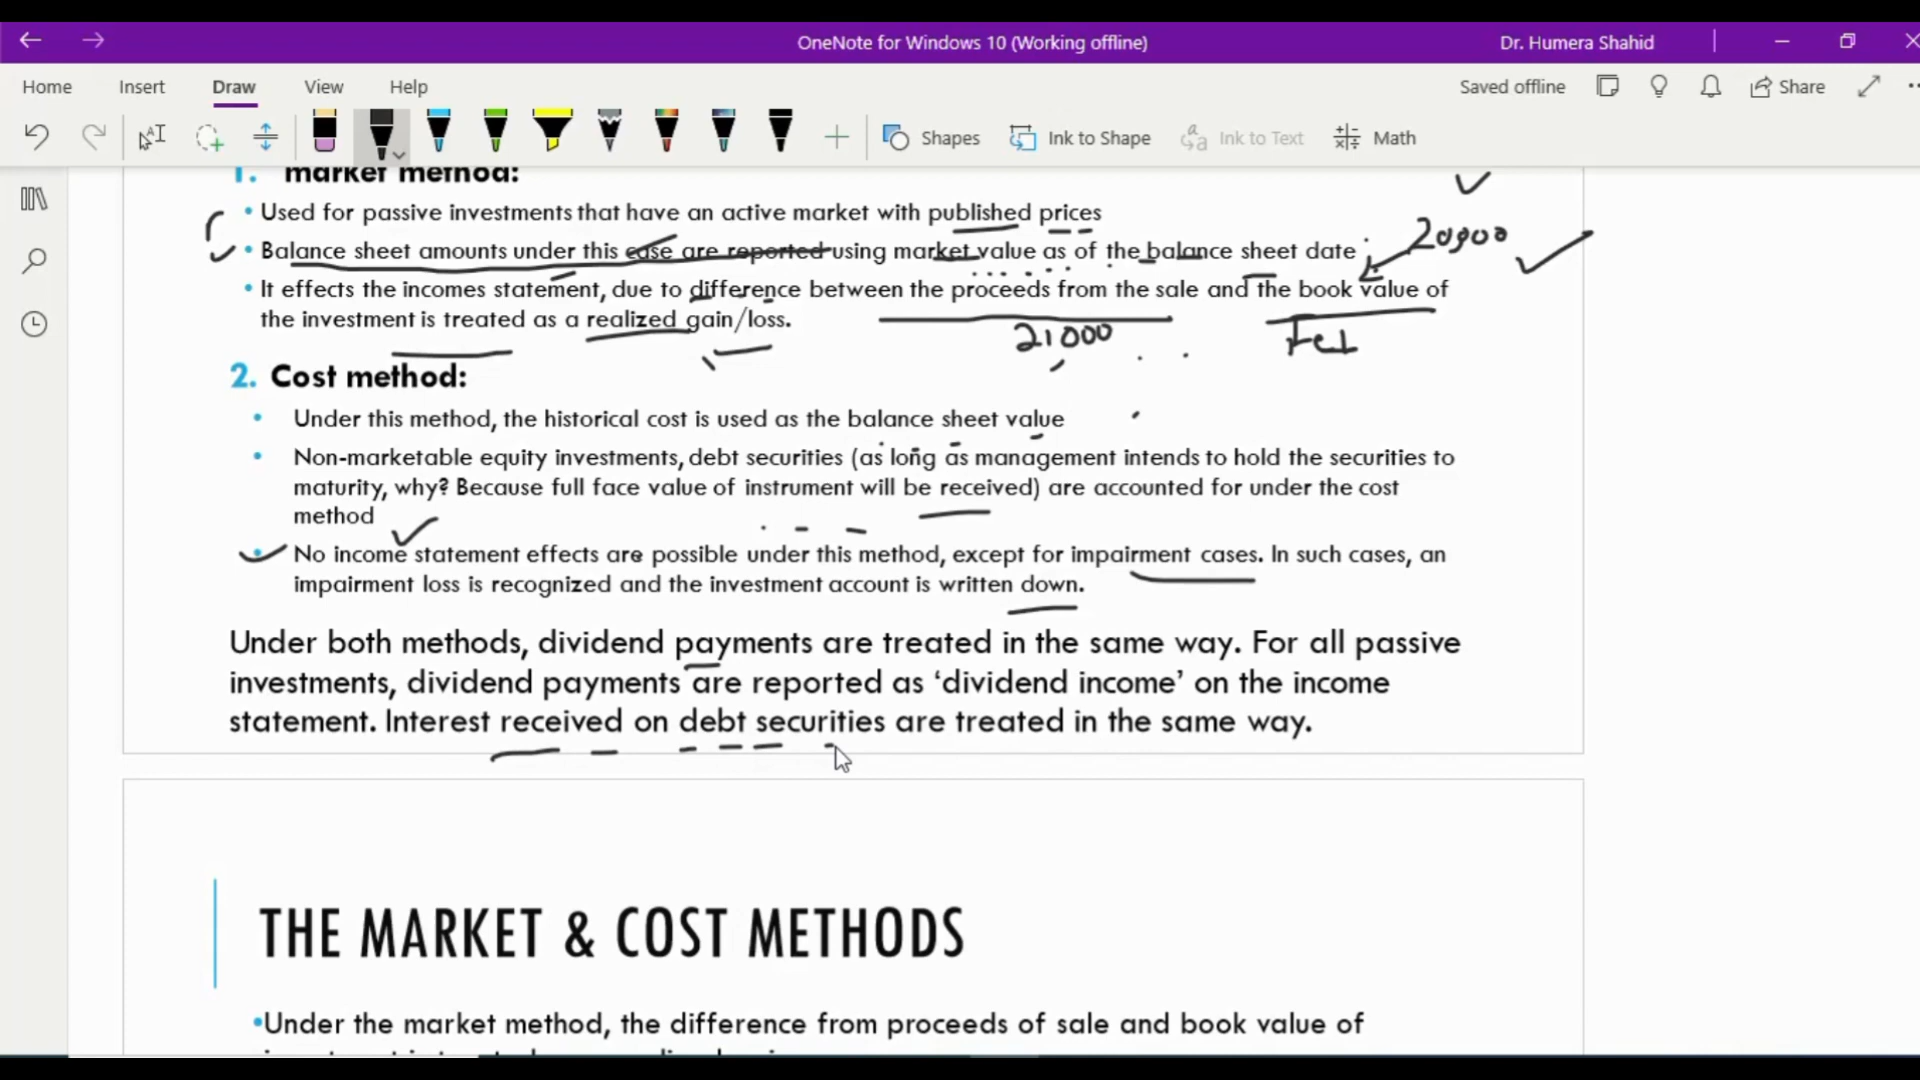 OneNote for Windows 10 (Working offline)
Dr. Humera Shahid
Home Insert Draw View Help
Saved offline Share
Shapes Ink to Shape Ink to Text Math
1. market method:
• Used for passive investments that have an active market with published prices
• Balance sheet amounts under this case are reported using market value as of the balance sheet date
20,000
• It effects the incomes statement, due to difference between the proceeds from the sale and the book value of
the investment is treated as a realized gain/loss.
21,000
2. Cost method:
• Under this method, the historical cost is used as the balance sheet value
• Non-marketable equity investments, debt securities (as long as management intends to hold the securities to
maturity, why? Because full face value of instrument will be received) are accounted for under the cost
method
• No income statement effects are possible under this method, except for impairment cases. In such cases, an
impairment loss is recognized and the investment account is written down.
Under both methods, dividend payments are treated in the same way. For all passive
investments, dividend payments are reported as ‘dividend income’ on the income
statement. Interest received on debt securities are treated in the same way.
THE MARKET & COST METHODS
•Under the market method, the difference from proceeds of sale and book value of